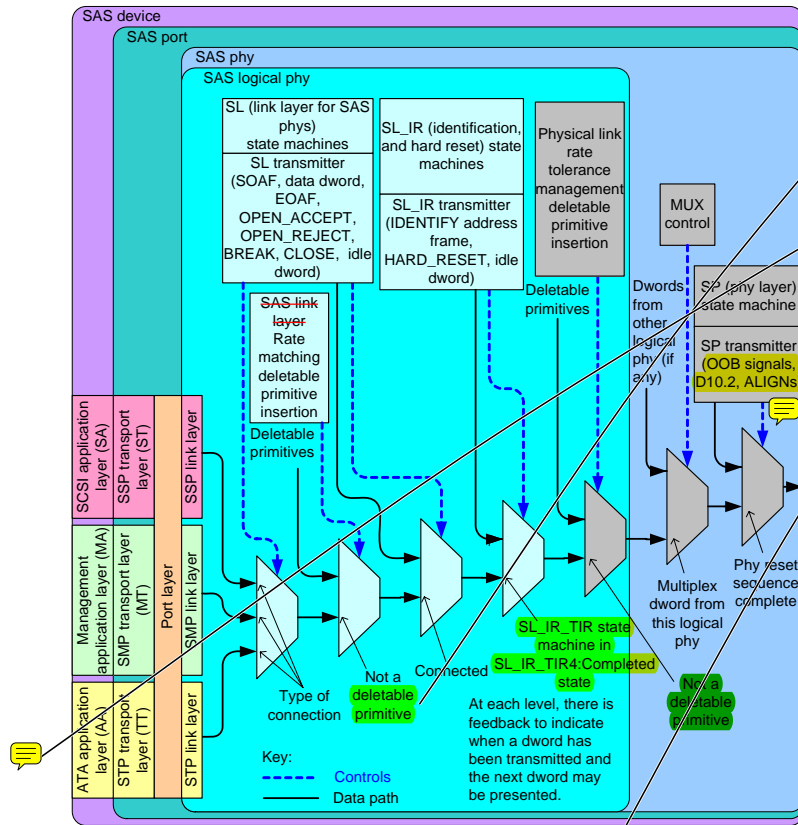 SAS device
SAS port
SAS phy
SAS logical phy
SL (link layer for SAS
phys)
state machines
SL transmitter
(SOAF, data dword,
EOAF,
OPEN_ACCEPT,
OPEN_REJECT,
BREAK, CLOSE, idle
dword)
SL_IR (identification,
and hard reset) state
machines
SL_IR transmitter
(IDENTIFY address
frame,
HARD_RESET, idle
dword)
Physical link
rate
tolerance
management
deletable
primitive
insertion
MUX
control
SP (phy layer)
state machine
SP transmitter
(OOB signals,
D10.2, ALIGNs)
Dwords
from
other
logical
phy (if
any)
Deletable
primitives
SAS link
layer
Rate
matching
deletable
primitive
insertion
Deletable
primitives
SCSI application
layer (SA)
SSP transport
layer (ST)
SSP link layer
Management
application layer (MA)
SMP transport layer
(MT)
Port layer
SMP link layer
ATA application
layer (AA)
STP transport
layer (TT)
STP link layer
Type of
connection
Not a
deletable
primitive
Connected
SL_IR_TIR state
machine in
SL_IR_TIR4:Completed
state
Not a
deletable
primitive
Multiplex
dword from
this logical
phy
Phy reset
sequence
complete
At each level, there is
feedback to indicate
when a dword has
been transmitted and
the next dword may
be presented.
Key:
Controls
Data path